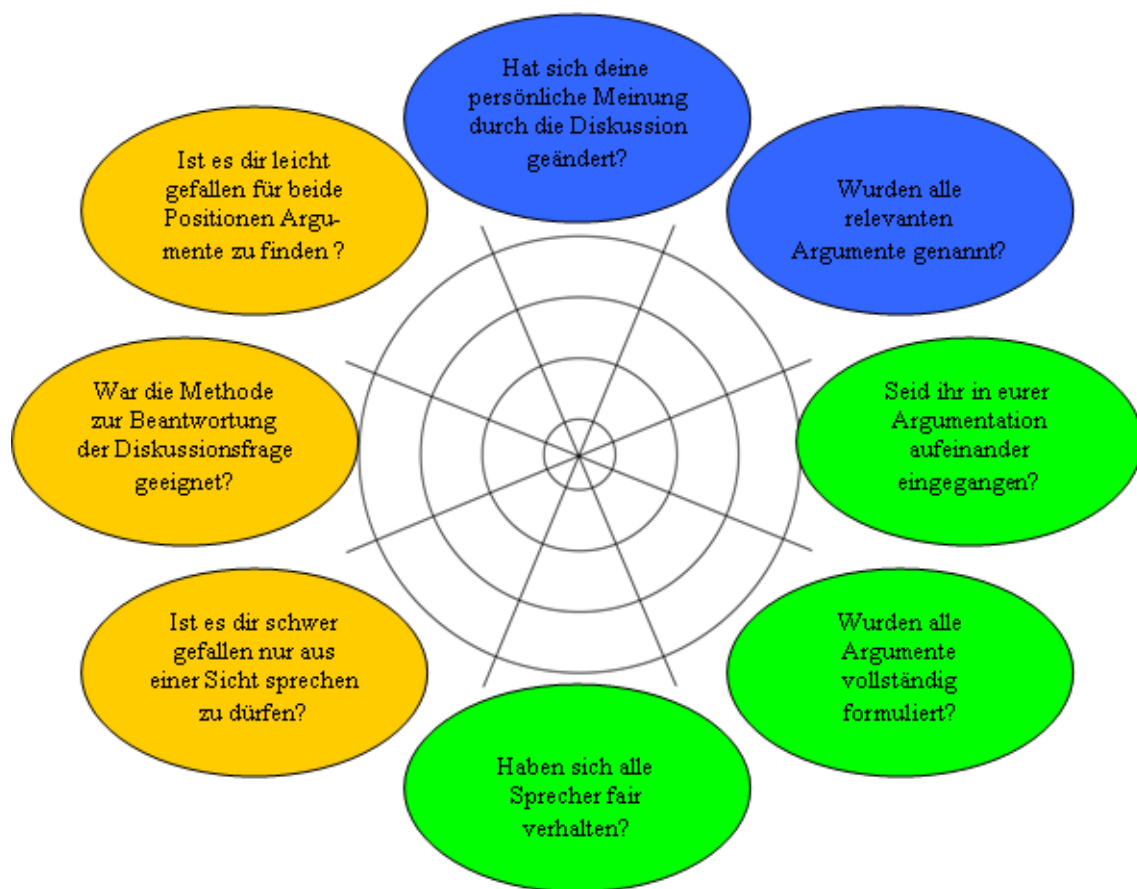 Hat sich deine
persönliche Meinung
durch die Diskussion
geändert?
Wurden alle
relevanten
Argumente genannt?
Seid ihr in eurer
Argumentation
aufeinander
eingegangen?
Wurden alle
Argumente
vollständig
formuliert?
Haben sich alle
Sprecher fair
verhalten?
Ist es dir schwer
gefallen nur aus
einer Sicht sprechen
zu dürfen?
War die Methode
zur Beantwortung
der Diskussionsfrage
geeignet?
Ist es dir leicht
gefallen für beide
Positionen Argu-
mente zu finden ?